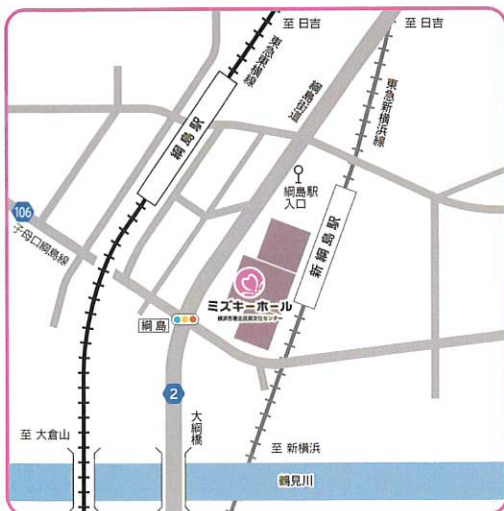 至 日吉
至 日吉
東急東横線
綱島街道
東急新横浜線
綱島駅
綱島駅
入口
新綱島駅
106
子母口綱島線
ミズキーホール
横浜市港北区民文化センター
綱島
2
大綱橋
至 大倉山
至 新横浜
鶴見川